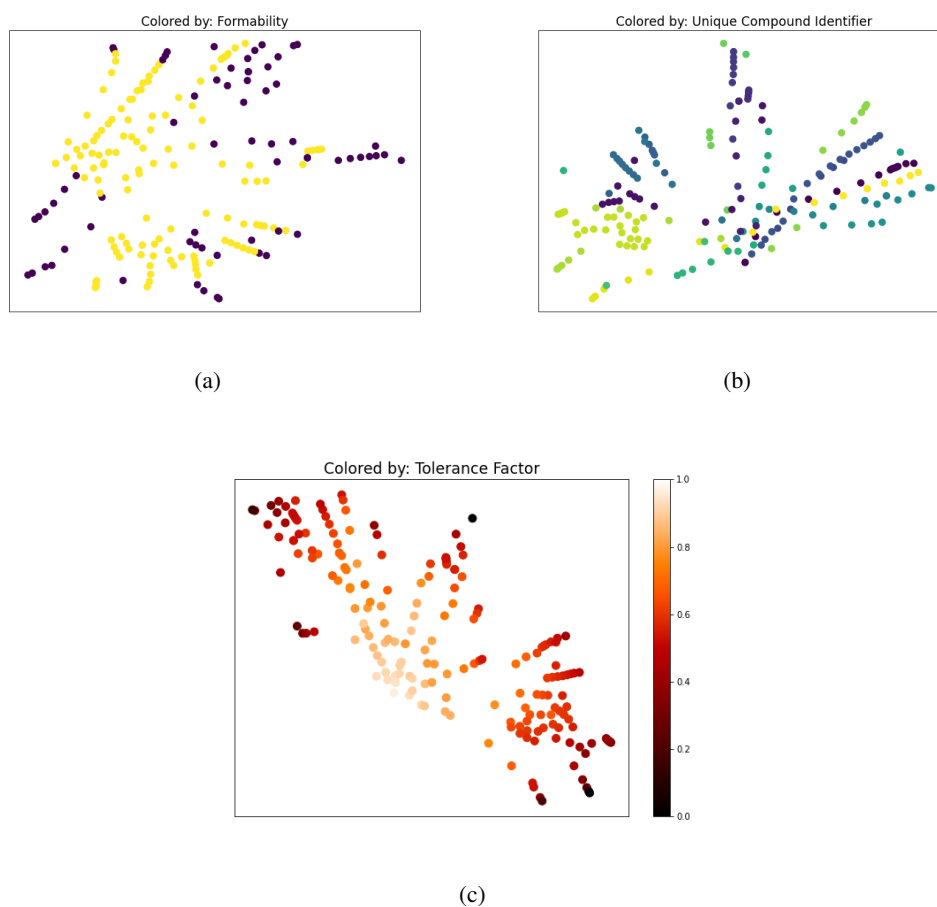 Colored by: Formability
Colored by: Unique Compound Identifier
(a)
(b)
Colored by: Tolerance Factor
1.0
0.8
0.6
0.4
0.2
0.0
(c)